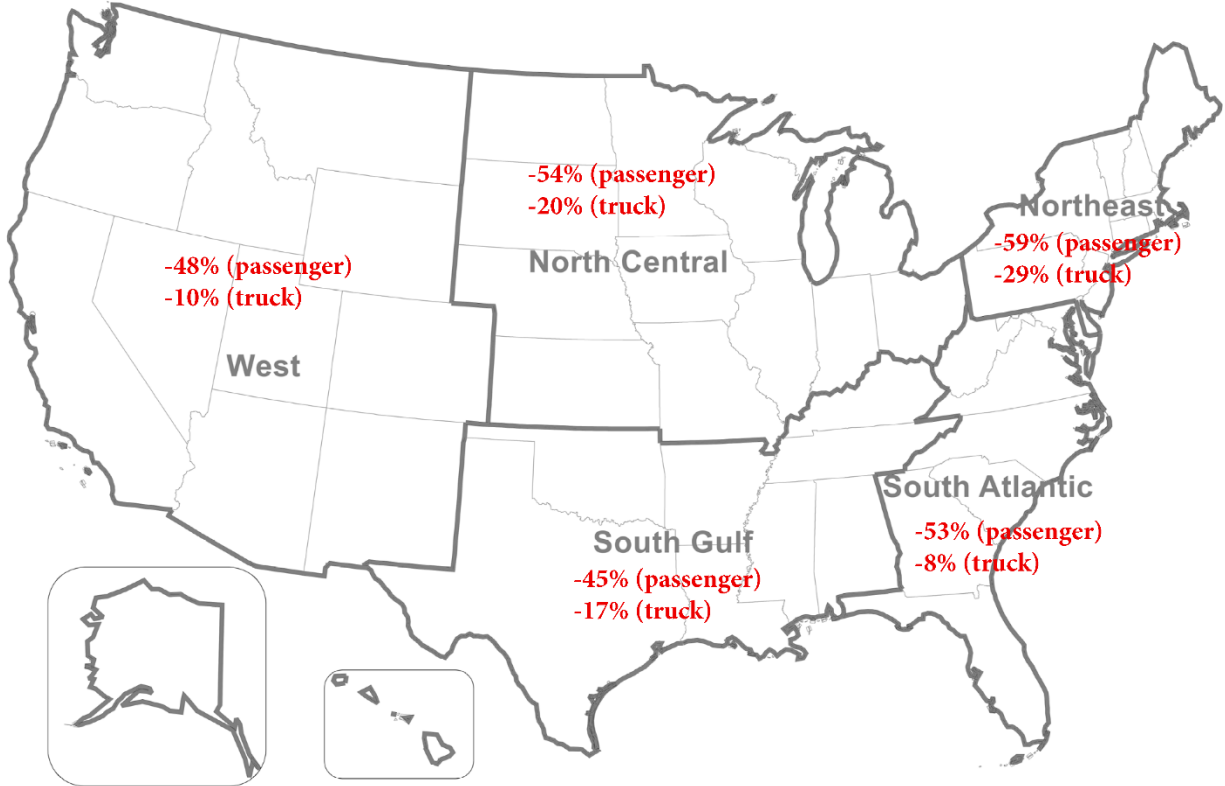 -54% (passenger)
-20% (truck)
North Central
Northeast
-59% (passenger)
-29% (truck)
-48% (passenger)
-10% (truck)
West
South Atlantic
-53% (passenger)
-8% (truck)
South Gulf
-45% (passenger)
-17% (truck)